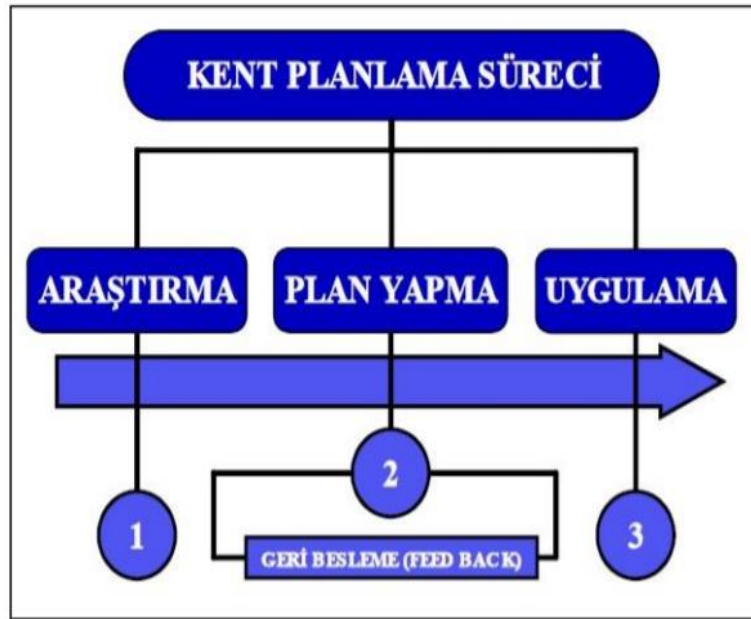 KENT PLANLAMA SÜRECİ
ARAŞTIRMA
PLAN YAPMA
UYGULAMA
1
2
3
GERİ BESLEME (FEED BACK)